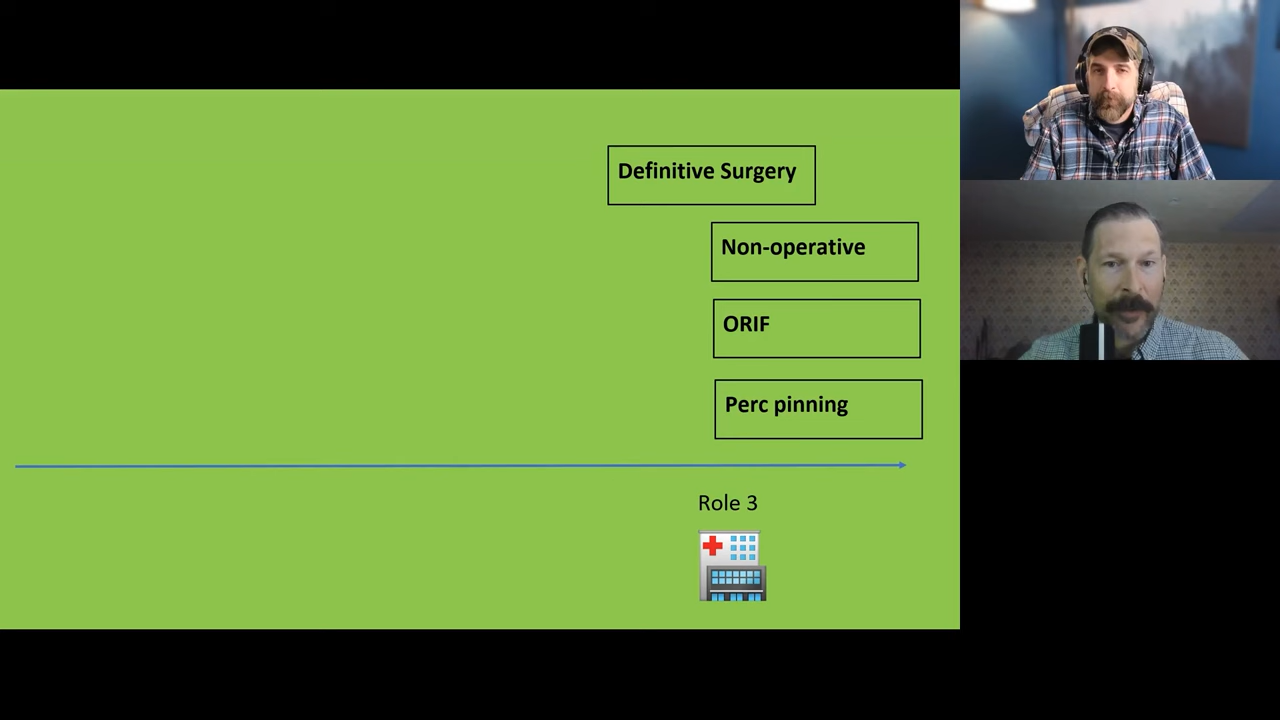 Definitive Surgery
Non-operative
ORIF
Perc pinning
Role 3